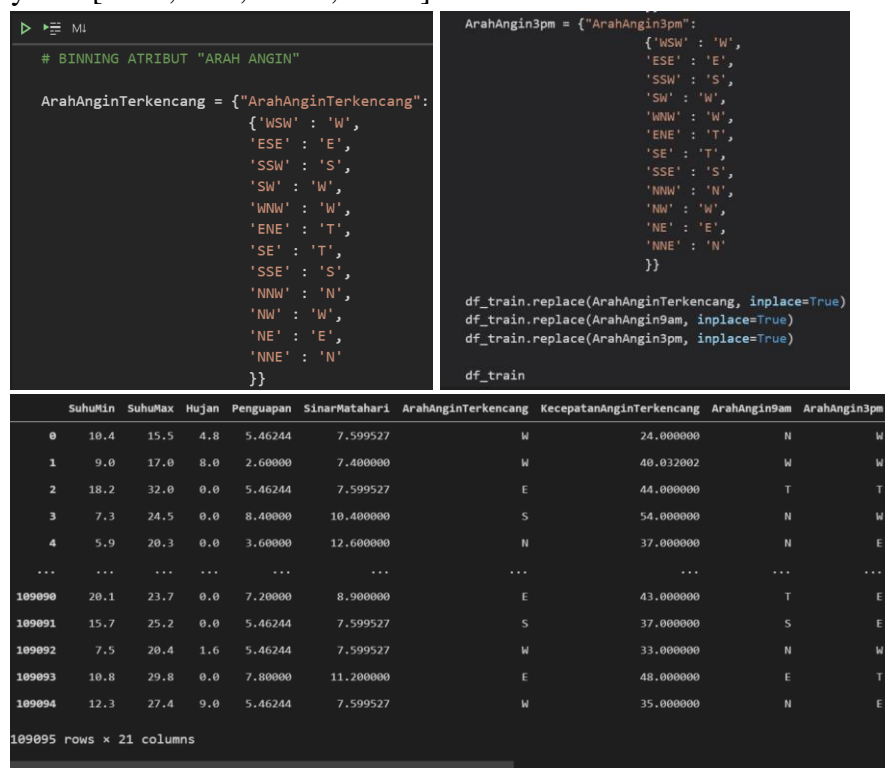 M↓
# BINNING ATRIBUT "ARAH ANGIN"
ArahAnginTerkencang = {"ArahAnginTerkencang":
{'WSW' : 'W',
'ESE' : 'E',
'SSW' : 'S',
'SW' : 'W',
'WNW' : 'W',
'ENE' : 'T',
'SE' : 'T',
'SSE' : 'S',
'NNW' : 'N',
'NW' : 'W',
'NE' : 'E',
'NNE' : 'N'
}}
ArahAngin3pm = {"ArahAngin3pm":
{'WSW' : 'W',
'ESE' : 'E',
'SSW' : 'S',
'SW' : 'W',
'WNW' : 'W',
'ENE' : 'T',
'SE' : 'T',
'SSE' : 'S',
'NNW' : 'N',
'NW' : 'W',
'NE' : 'E',
'NNE' : 'N'
}}
df_train.replace(ArahAnginTerkencang, inplace=True)
df_train.replace(ArahAngin9am, inplace=True)
df_train.replace(ArahAngin3pm, inplace=True)
df_train
SuhuMin SuhuMax Hujan Penguapan SinarMatahari ArahAnginTerkencang KecepatanAnginTerkencang ArahAngin9am ArahAngin3pm
0 10.4 15.5 4.8 5.46244 7.599527 W 24.000000 N W
1 9.0 17.0 8.0 2.60000 7.400000 W 40.032002 W W
2 18.2 32.0 0.0 5.46244 7.599527 E 44.000000 T T
3 7.3 24.5 0.0 8.40000 10.400000 S 54.000000 N W
4 5.9 20.3 0.0 3.60000 12.600000 N 37.000000 N E
... ... ... ... ... ... ... ... ... ...
109090 20.1 23.7 0.0 7.20000 8.900000 E 43.000000 T E
109091 15.7 25.2 0.0 5.46244 7.599527 S 37.000000 S E
109092 7.5 20.4 1.6 5.46244 7.599527 W 33.000000 N W
109093 10.8 29.8 0.0 7.80000 11.200000 E 48.000000 E T
109094 12.3 27.4 9.0 5.46244 7.599527 W 35.000000 N E
109095 rows × 21 columns